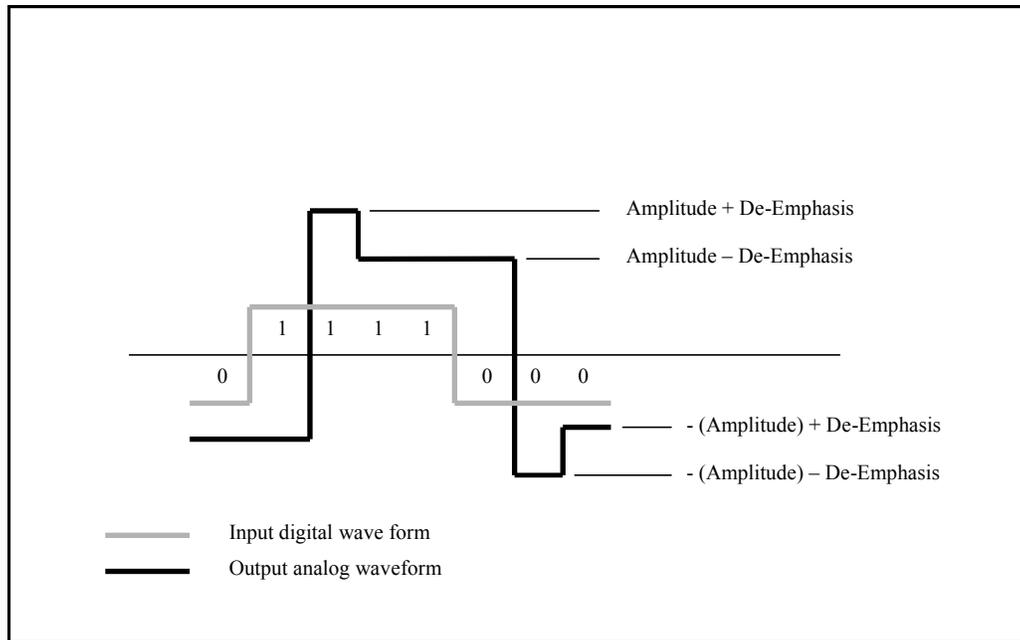 Amplitude + De-Emphasis
Amplitude – De-Emphasis
1 1 1 1
0 0 0 0
- (Amplitude) + De-Emphasis
- (Amplitude) – De-Emphasis
Input digital wave form
Output analog waveform